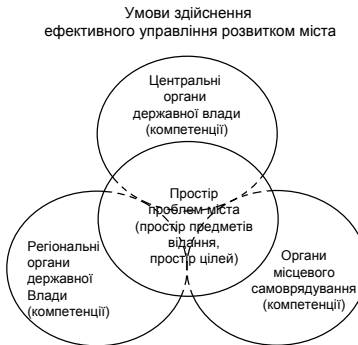 Умови здійснення
ефективного управління розвитком міста
Центральні
органи
державної влади
(компетенції)
Простір
проблем міста
(простір предметів
відання,
простір цілей)
Регіональні
органи
державної
Влади
(компетенції)
Органи
місцевого
самоврядування
(компетенції)